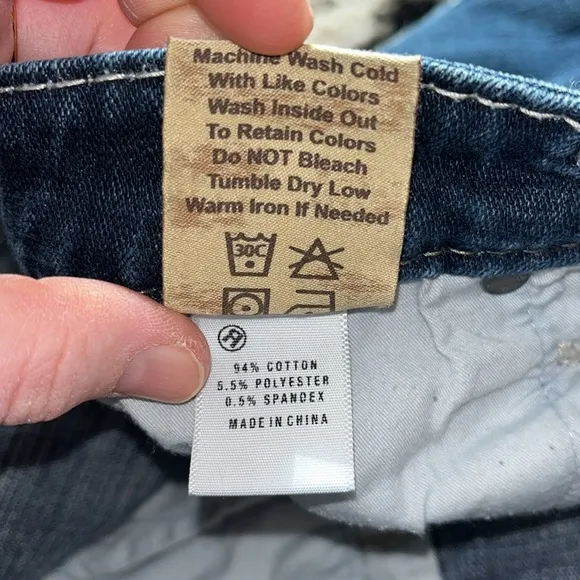 Machine Wash Cold
With Like Colors
Wash Inside Out
To Retain Colors
Do NOT Bleach
Tumble Dry Low
Warm Iron If Needed
30C
94% COTTON
5.5% POLYESTER
0.5% SPANDEX
MADE IN CHINA